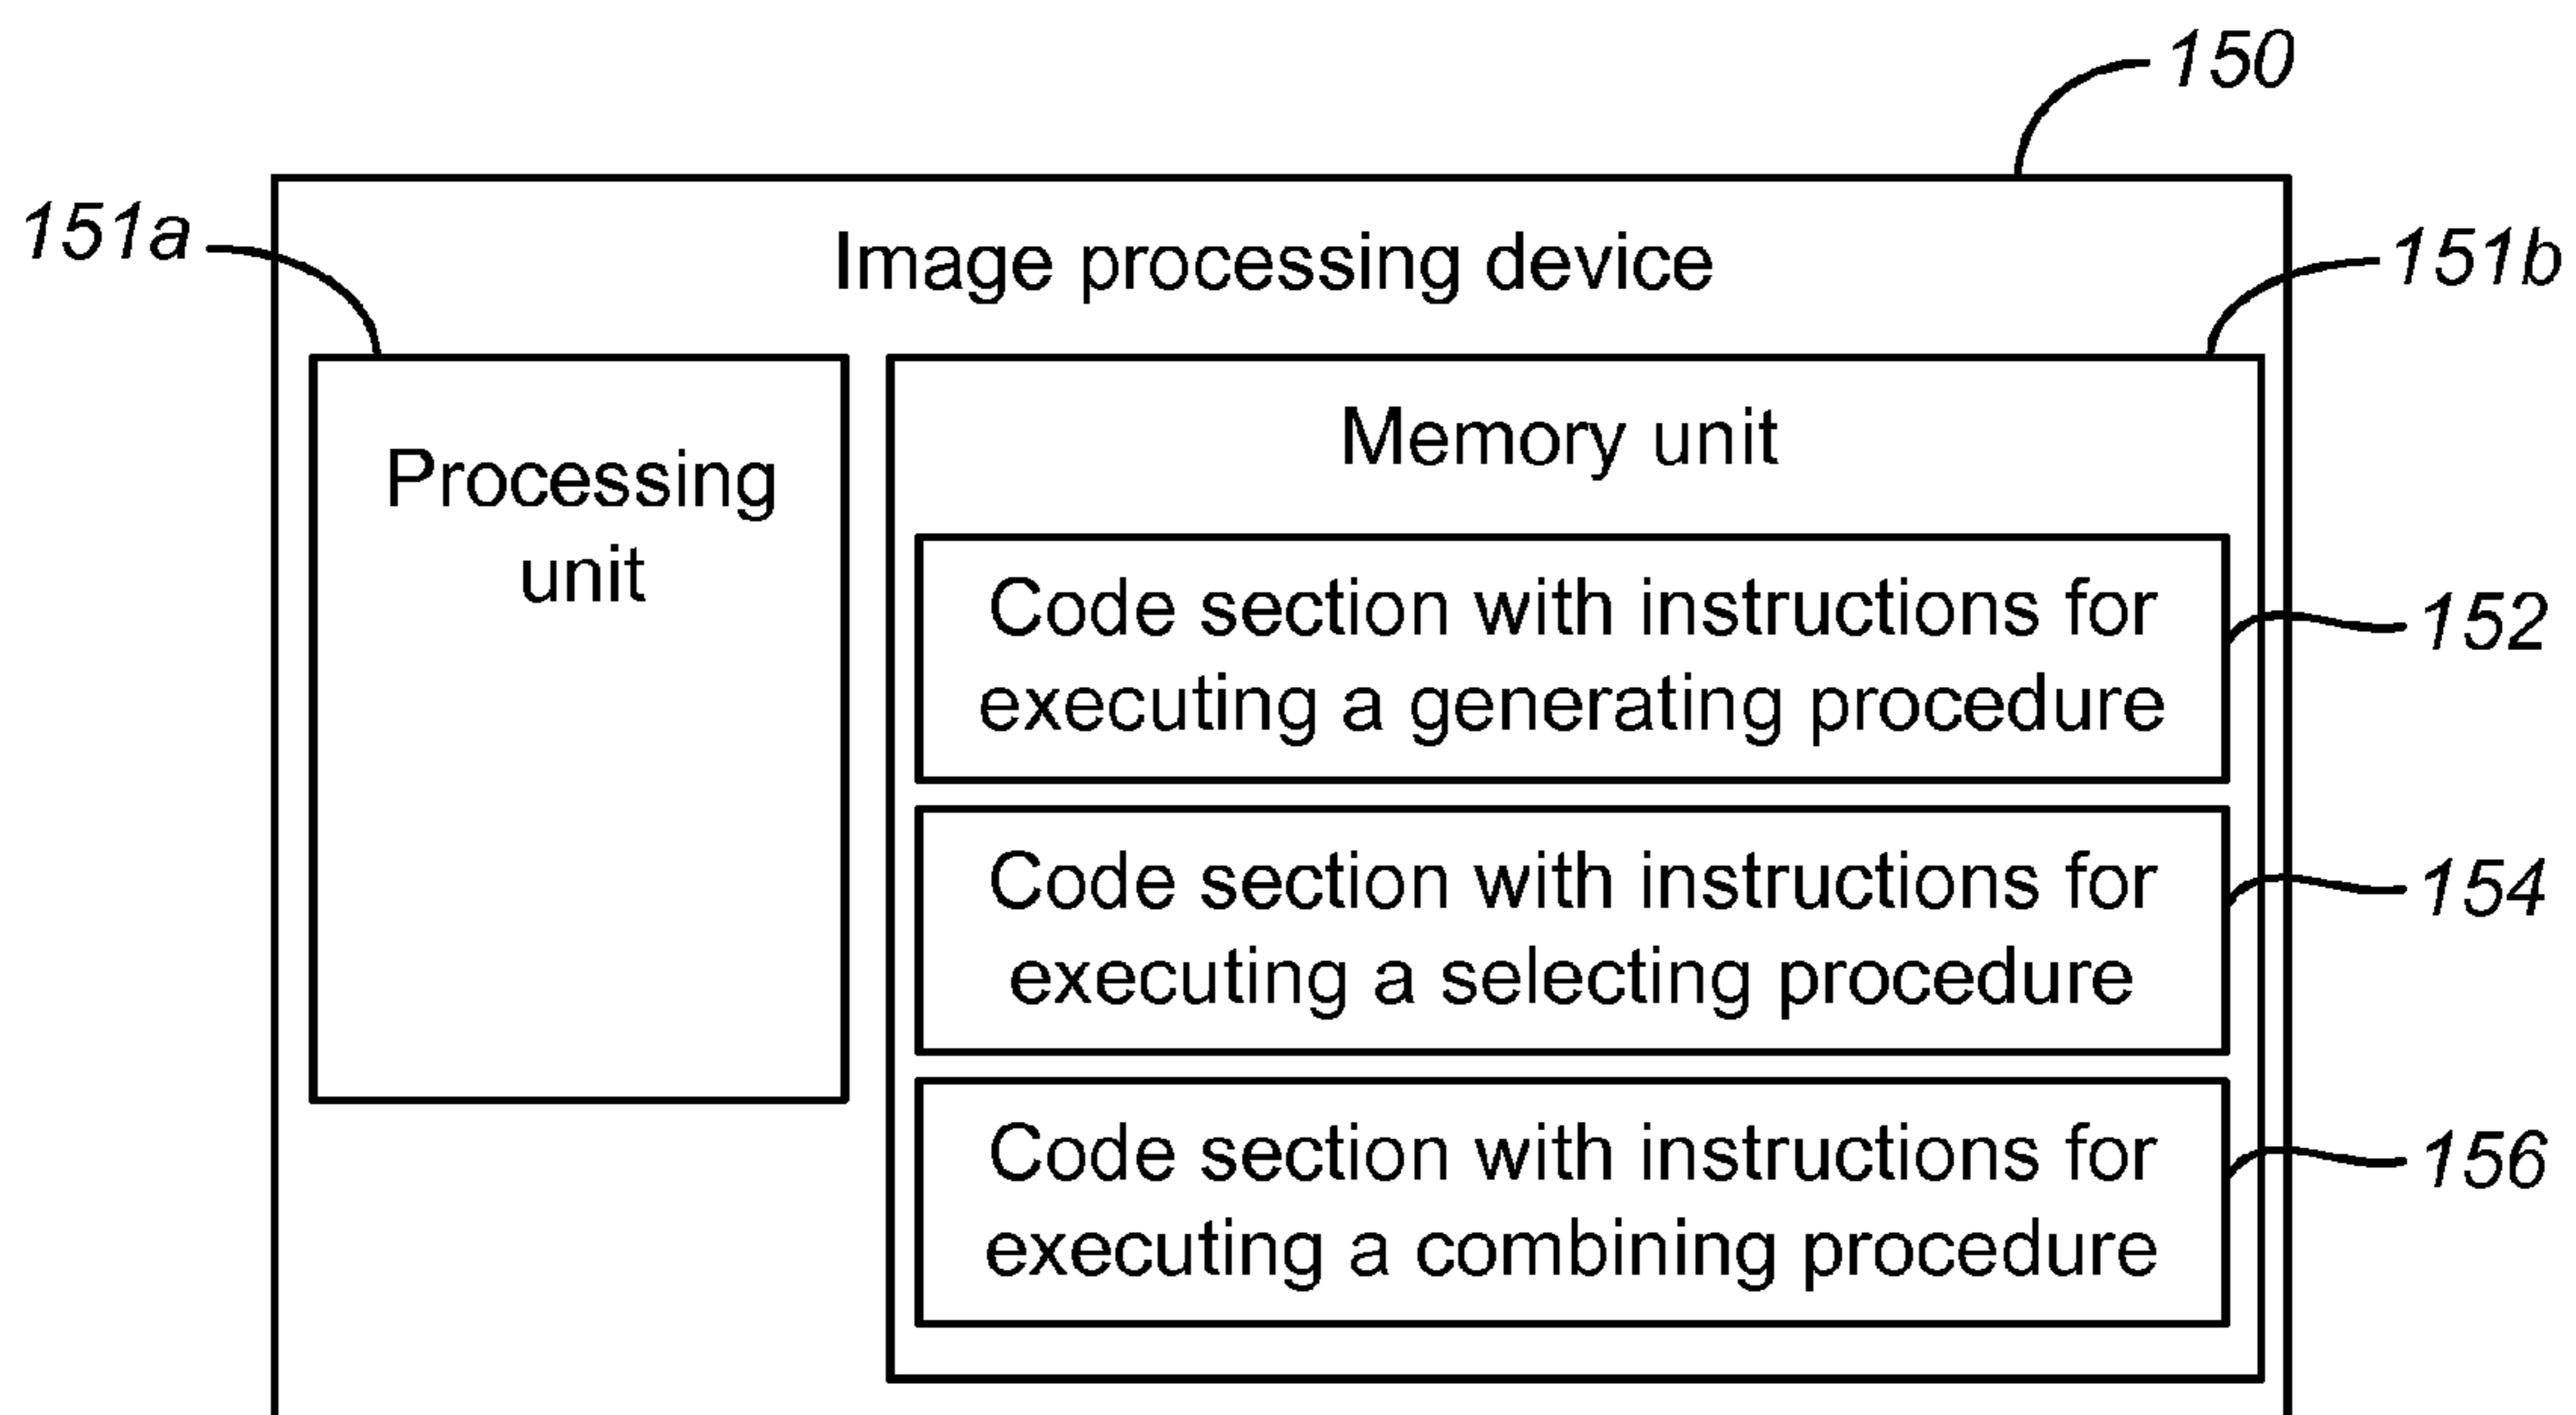 150
151a
Image processing device
151b
Processing
unit
Memory unit
Code section with instructions for
executing a generating procedure
152
Code section with instructions for
executing a selecting procedure
154
Code section with instructions for
executing a combining procedure
156